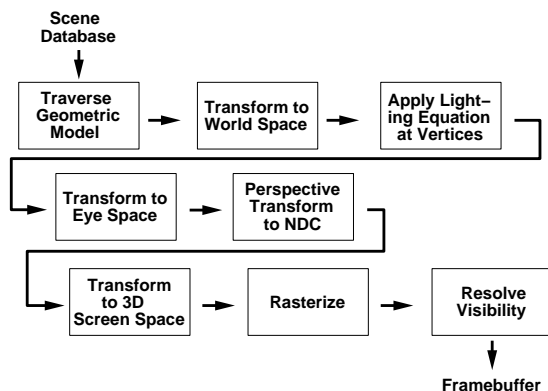 Scene
Database
Traverse
Geometric
Model
Transform to
World Space
Apply Light–
ing Equation
at Vertices
Transform to
Eye Space
Perspective
Transform
to NDC
Transform
to 3D
Screen Space
Rasterize
Resolve
Visibility
Framebuffer